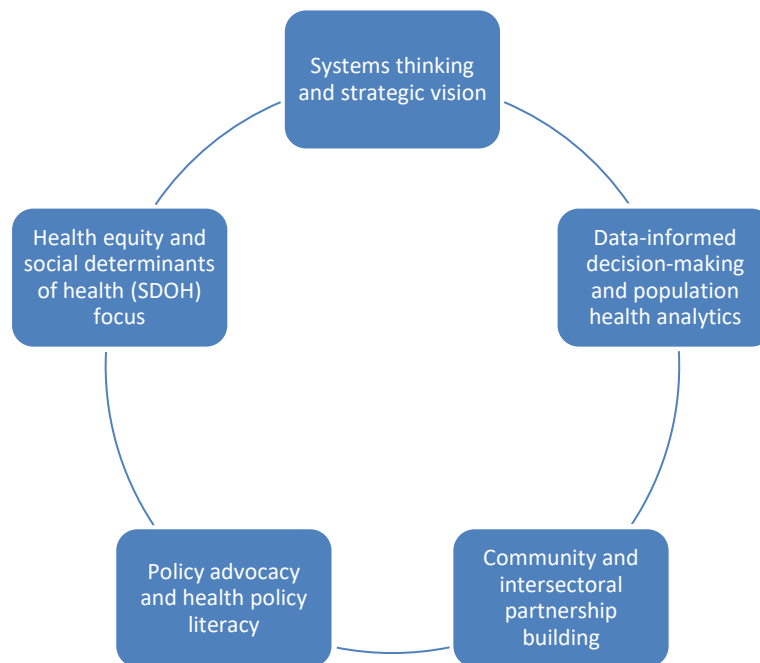 Systems thinking
and strategic vision
Data-informed
decision-making
and population
health analytics
Community and
intersectoral
partnership
building
Policy advocacy
and health policy
literacy
Health equity and
social determinants
of health (SDOH)
focus